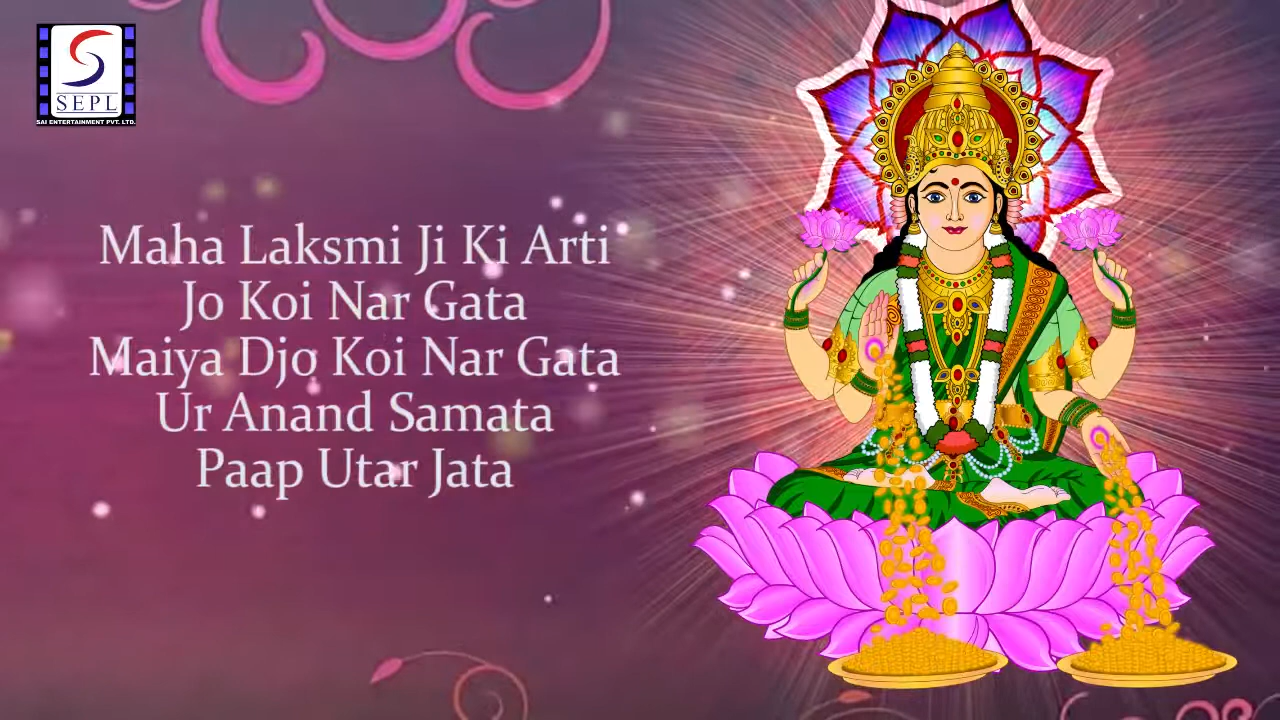 S
SEPL
SAI ENTERTAINMENT PVT. LTD.
Maha Laksmi Ji Ki Arti
Jo Koi Nar Gata
Maiya Djo Koi Nar Gata
Ur Anand Samata
Paap Utar Jata